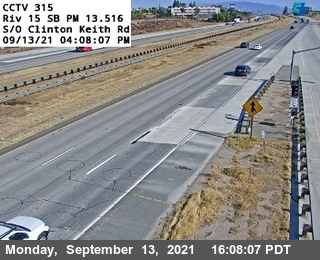 CCTV 315
Riv 15 SB PM 13.516
S/O Clinton Keith Rd
09/13/21 04:08:07 PM
Monday, September 13, 2021 16:08:07 PDT